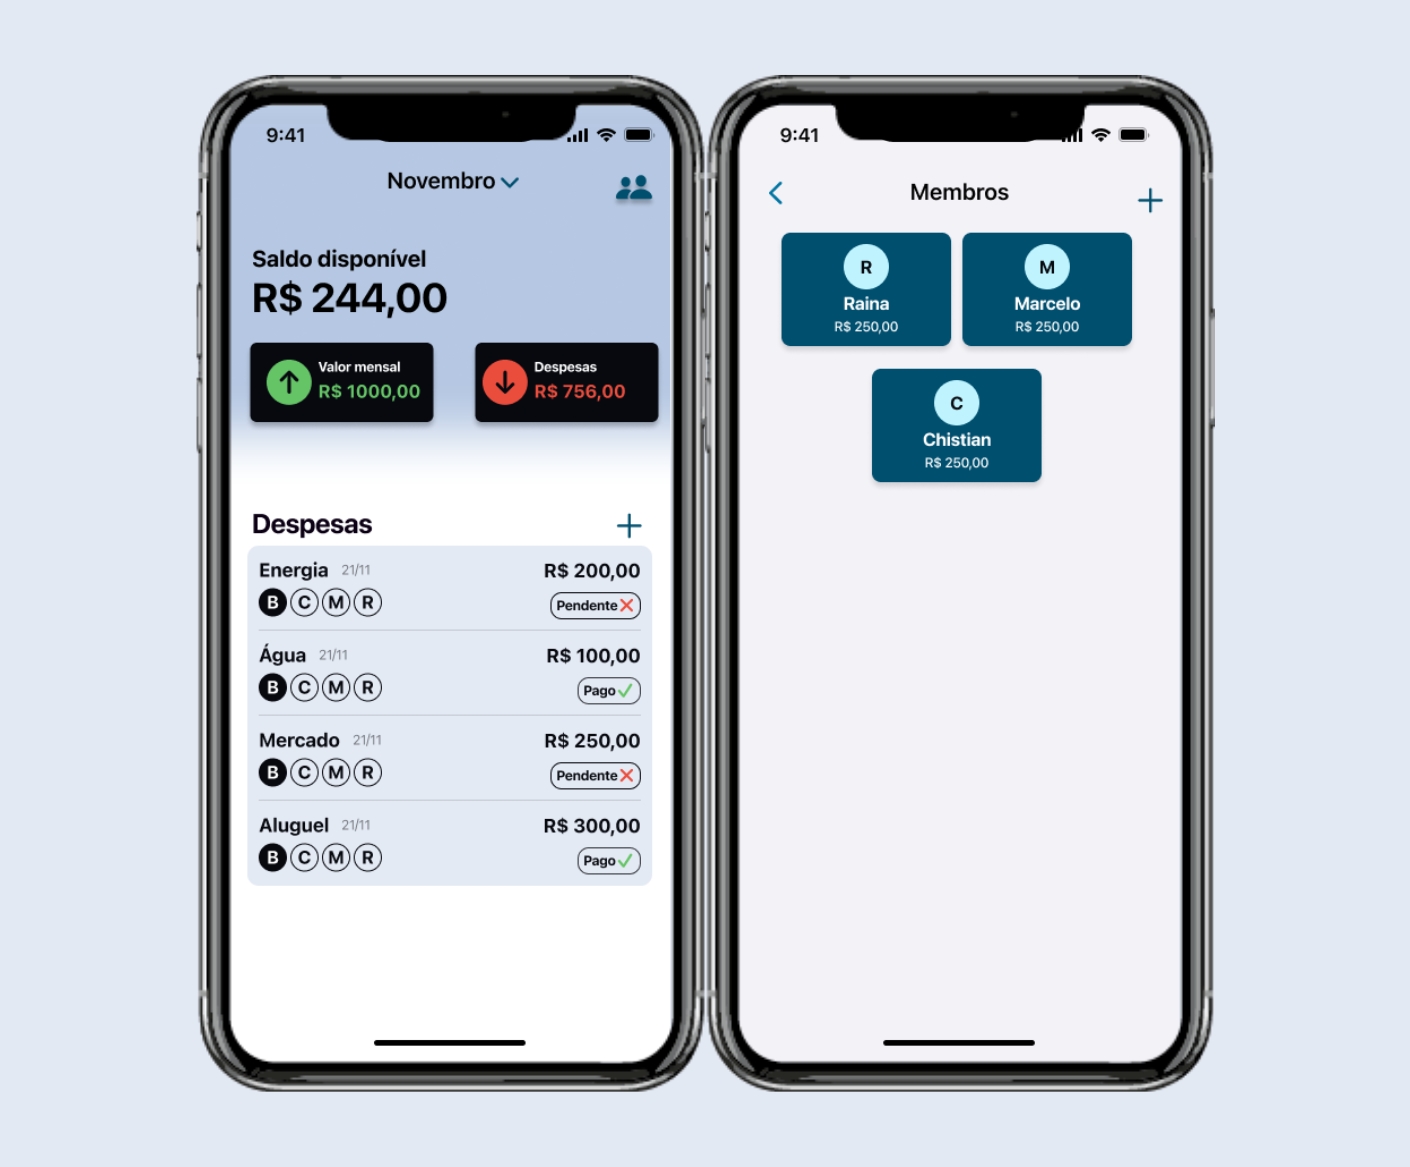 9:41
Novembro
Saldo disponível
R$ 244,00
Valor mensal
R$ 1000,00
Despesas
R$ 756,00
Despesas
Energia 21/11 R$ 200,00
B C M R Pendente
Água 21/11 R$ 100,00
B C M R Pago
Mercado 21/11 R$ 250,00
B C M R Pendente
Aluguel 21/11 R$ 300,00
B C M R Pago
9:41
Membros
R
Raina
R$ 250,00
M
Marcelo
R$ 250,00
C
Chistian
R$ 250,00